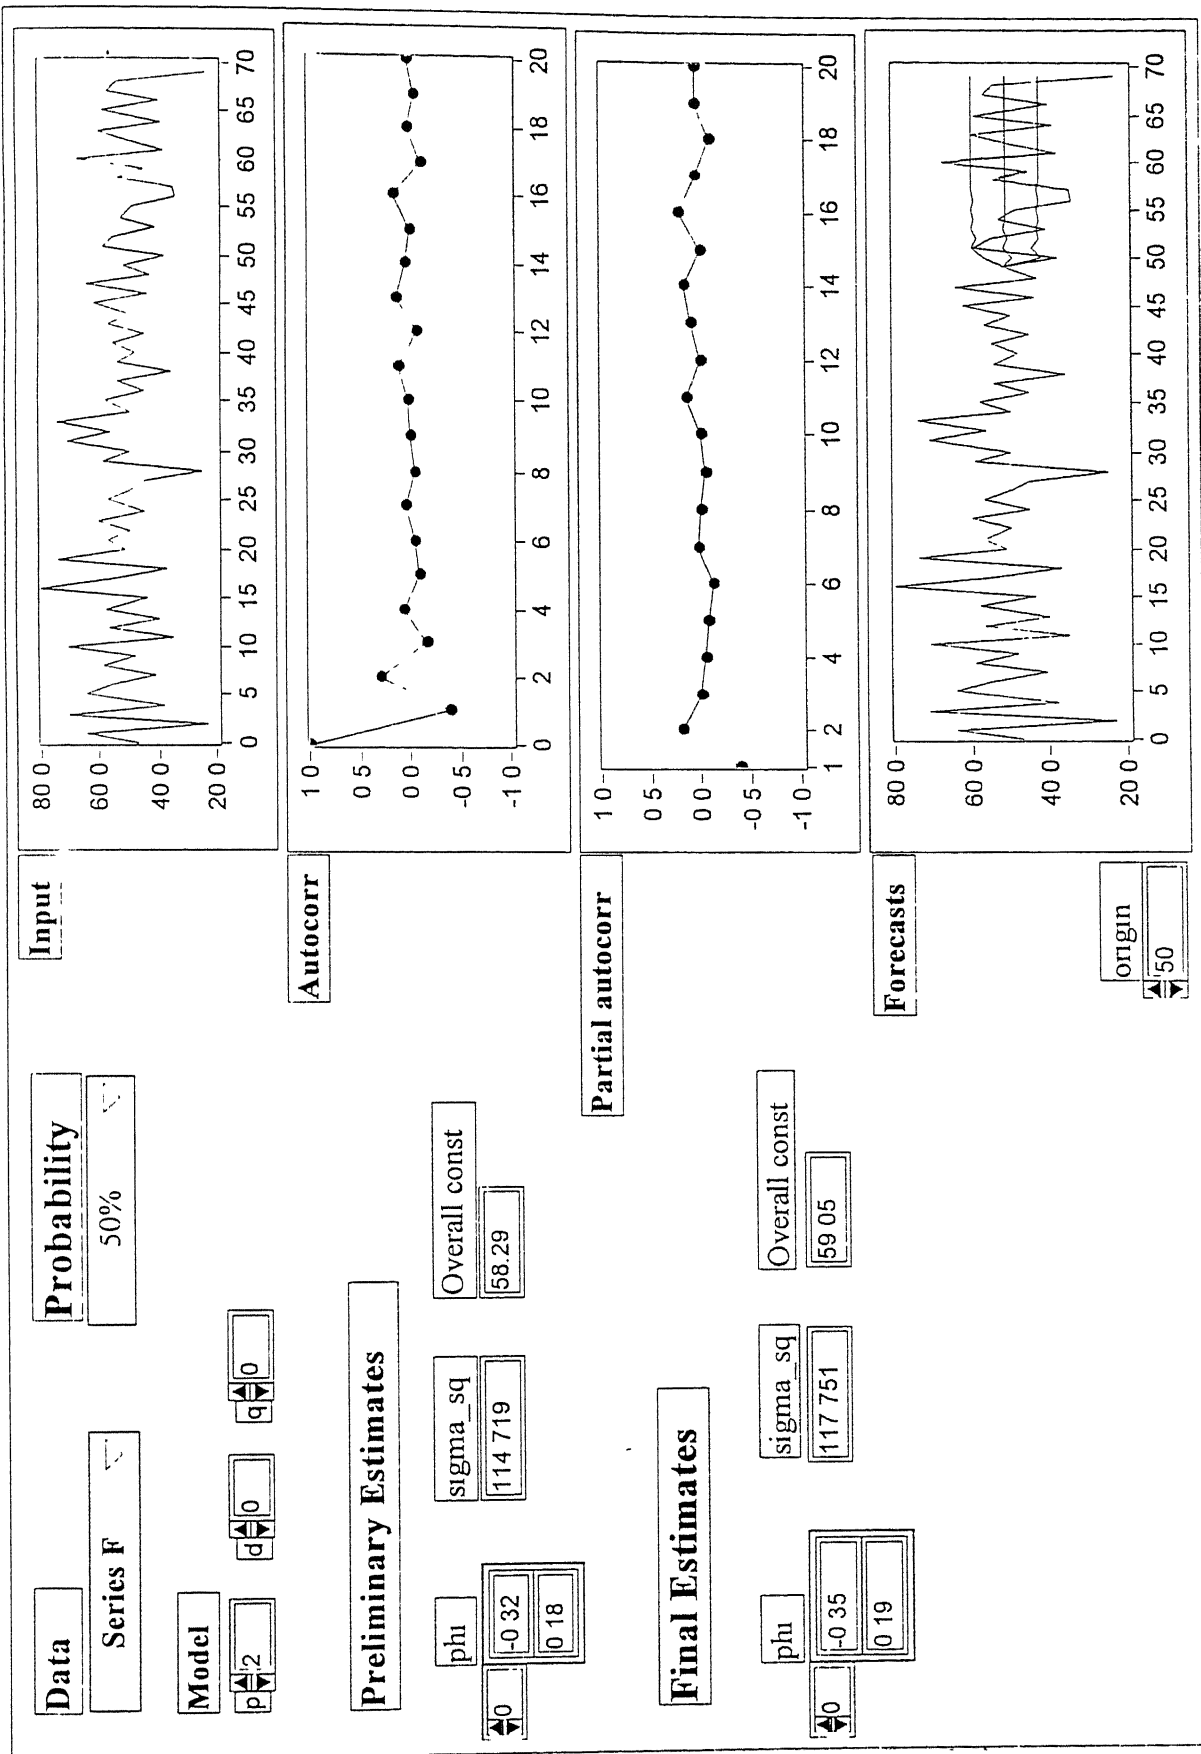 Data
Series F
Probability
50%
Model
p 2
d 0
q 0
Preliminary Estimates
phi
0
-0 32
0 18
sigma_sq
114 719
Overall const
58.29
Final Estimates
phi
0
-0 35
0 19
sigma_sq
117 751
Overall const
59 05
Input
80 0
60 0
40 0
20 0
0 5 10 15 20 25 30 35 40 45 50 55 60 65 70
Autocorr
1 0
0 5
0 0
-0 5
-1 0
0 2 4 6 8 10 12 14 16 18 20
Partial autocorr
1 0
0 5
0 0
-0 5
-1 0
1 2 4 6 8 10 12 14 16 18 20
Forecasts
origin
50
80 0
60 0
40 0
20 0
0 5 10 15 20 25 30 35 40 45 50 55 60 65 70